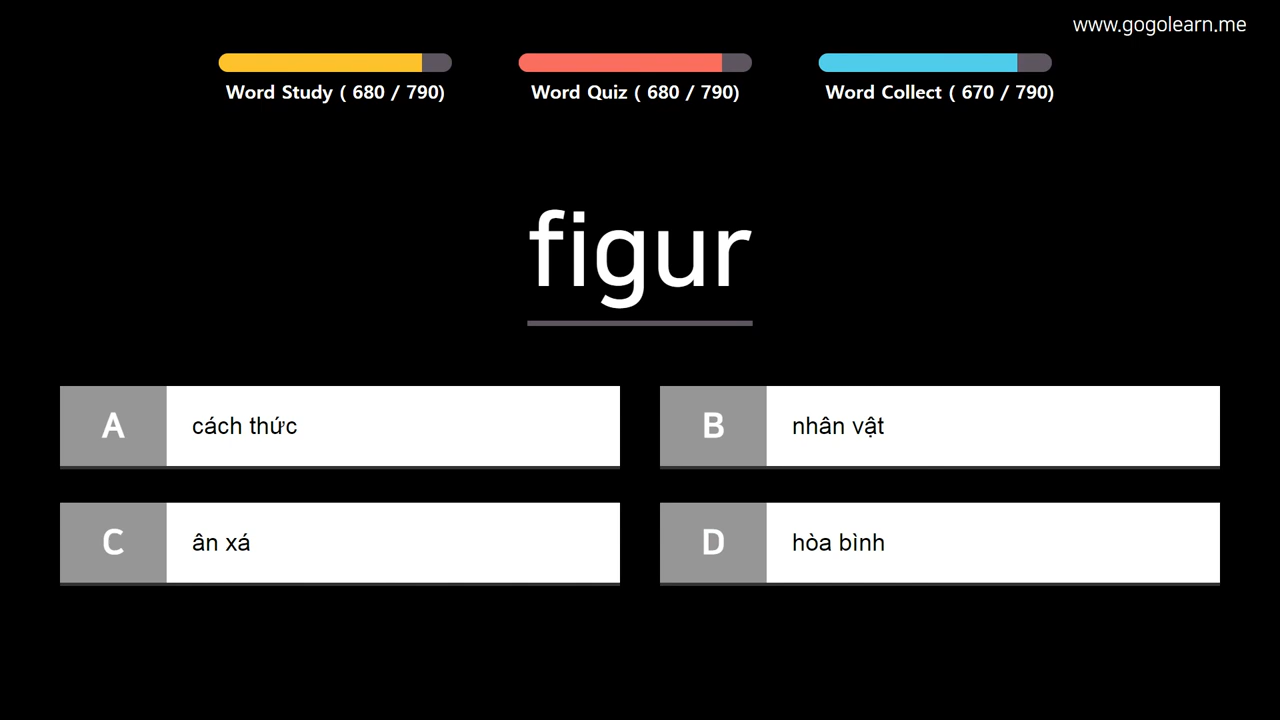 www.gogolearn.me
Word Study ( 680 / 790)
Word Quiz ( 680 / 790)
Word Collect ( 670 / 790)
figur
A cách thức
B nhân vật
C ân xá
D hòa bình